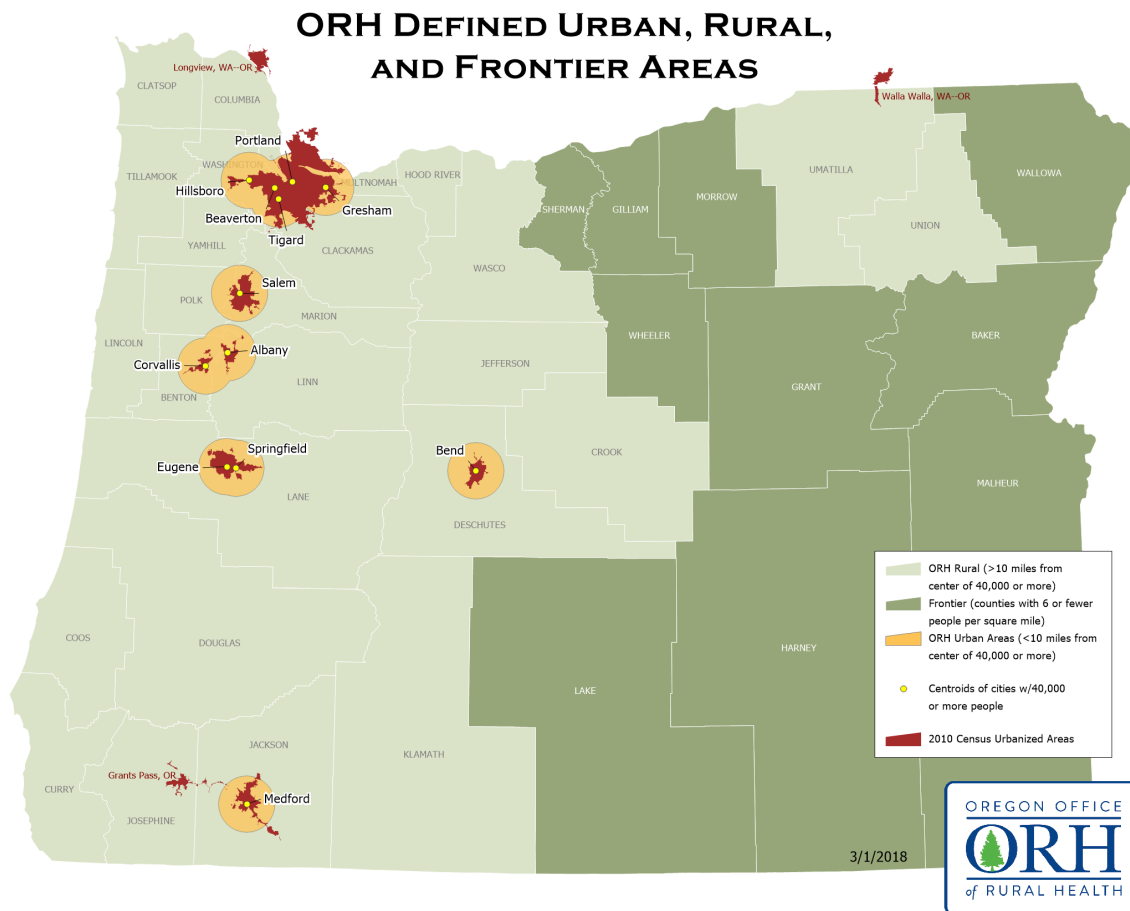 ORH DEFINED URBAN, RURAL,
AND FRONTIER AREAS
Longview, WA--OR
CLATSOP
COLUMBIA
Walla Walla, WA--OR
Portland
WASHINGTON
TILLAMOOK
MULTNOMAH
HOOD RIVER
UMATILLA
WALLOWA
Hillsboro
Beaverton
Gresham
Tigard
SHERMAN
GILLIAM
MORROW
UNION
YAMHILL
CLACKAMAS
WASCO
Salem
POLK
MARION
LINCOLN
WHEELER
BAKER
Albany
Corvallis
JEFFERSON
LINN
GRANT
BENTON
Springfield
Eugene
Bend
CROOK
LANE
MALHEUR
DESCHUTES
ORH Rural (>10 miles from
center of 40,000 or more)
Frontier (counties with 6 or fewer
people per square mile)
ORH Urban Areas (<10 miles from
center of 40,000 or more)
Centroids of cities w/40,000
or more people
2010 Census Urbanized Areas
COOS
DOUGLAS
HARNEY
LAKE
JACKSON
KLAMATH
Grants Pass, OR
CURRY
Medford
JOSEPHINE
3/1/2018
OREGON OFFICE
ORH
of RURAL HEALTH